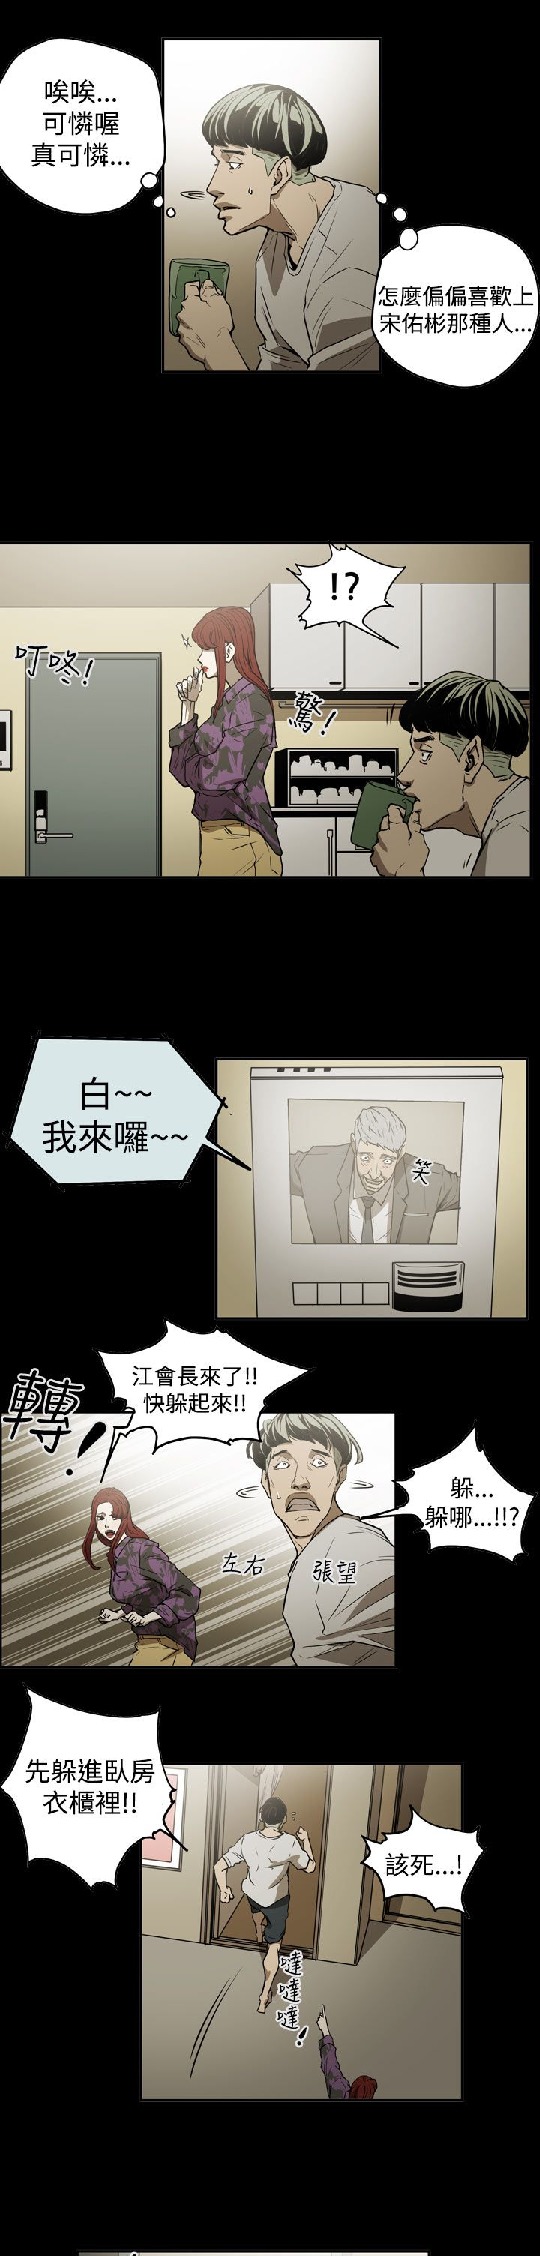 唉唉...
可憐喔
真可憐...
怎麼偏偏喜歡上
宋佑彬那種人...
!?
叮咚!
驚!
白~~
我來囉~~
笑
江會長來了!!
快躲起來!!
轉!
躲...
躲哪...!!?
左右
張望
先躲進臥房
衣櫃裡!!
該死...!
噠噠噠!